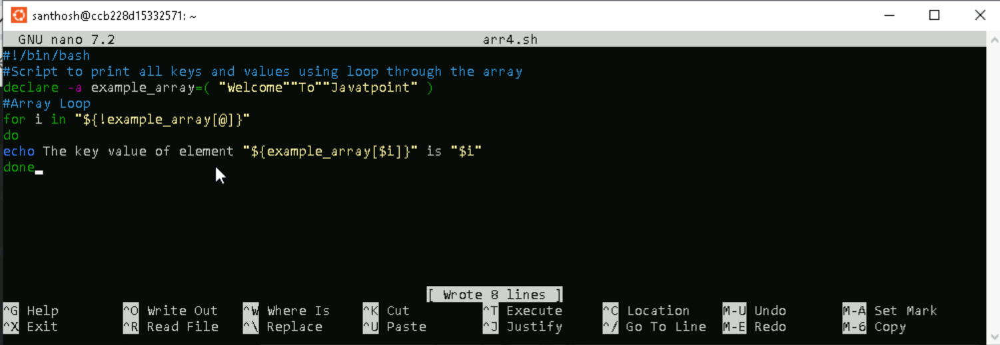 santhosh@ccb228d15332571: ~
GNU nano 7.2 arr4.sh
#!/bin/bash
#Script to print all keys and values using loop through the array
declare -a example_array=( "Welcome""To""Javatpoint" )
#Array Loop
for i in "${!example_array[@]}"
do
echo The key value of element "${example_array[$i]}" is "$i"
done
[ Wrote 8 lines ]
^G Help ^O Write Out ^W Where Is ^K Cut ^T Execute ^C Location M-U Undo M-A Set Mark
^X Exit ^R Read File ^\ Replace ^U Paste ^J Justify ^/ Go To Line M-E Redo M-6 Copy